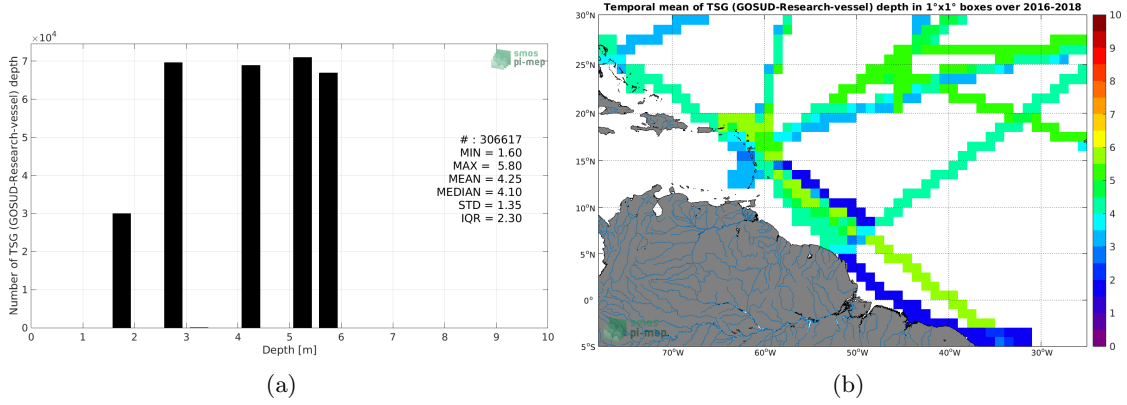 ×10⁴
7
6
5
4
3
2
1
0
Number of TSG (GOSUD-Research-vessel) depth
smos
pi-mep
# : 306617
MIN = 1.60
MAX = 5.80
MEAN = 4.25
MEDIAN = 4.10
STD = 1.35
IQR = 2.30
0 1 2 3 4 5 6 7 8 9 10
Depth [m]
(a)
Temporal mean of TSG (GOSUD-Research-vessel) depth in 1°x1° boxes over 2016-2018
30°N
25°N
20°N
15°N
10°N
5°N
0°
5°S
smos
pi-mep
70°W 60°W 50°W 40°W 30°W
10
9
8
7
6
5
4
3
2
1
0
(b)